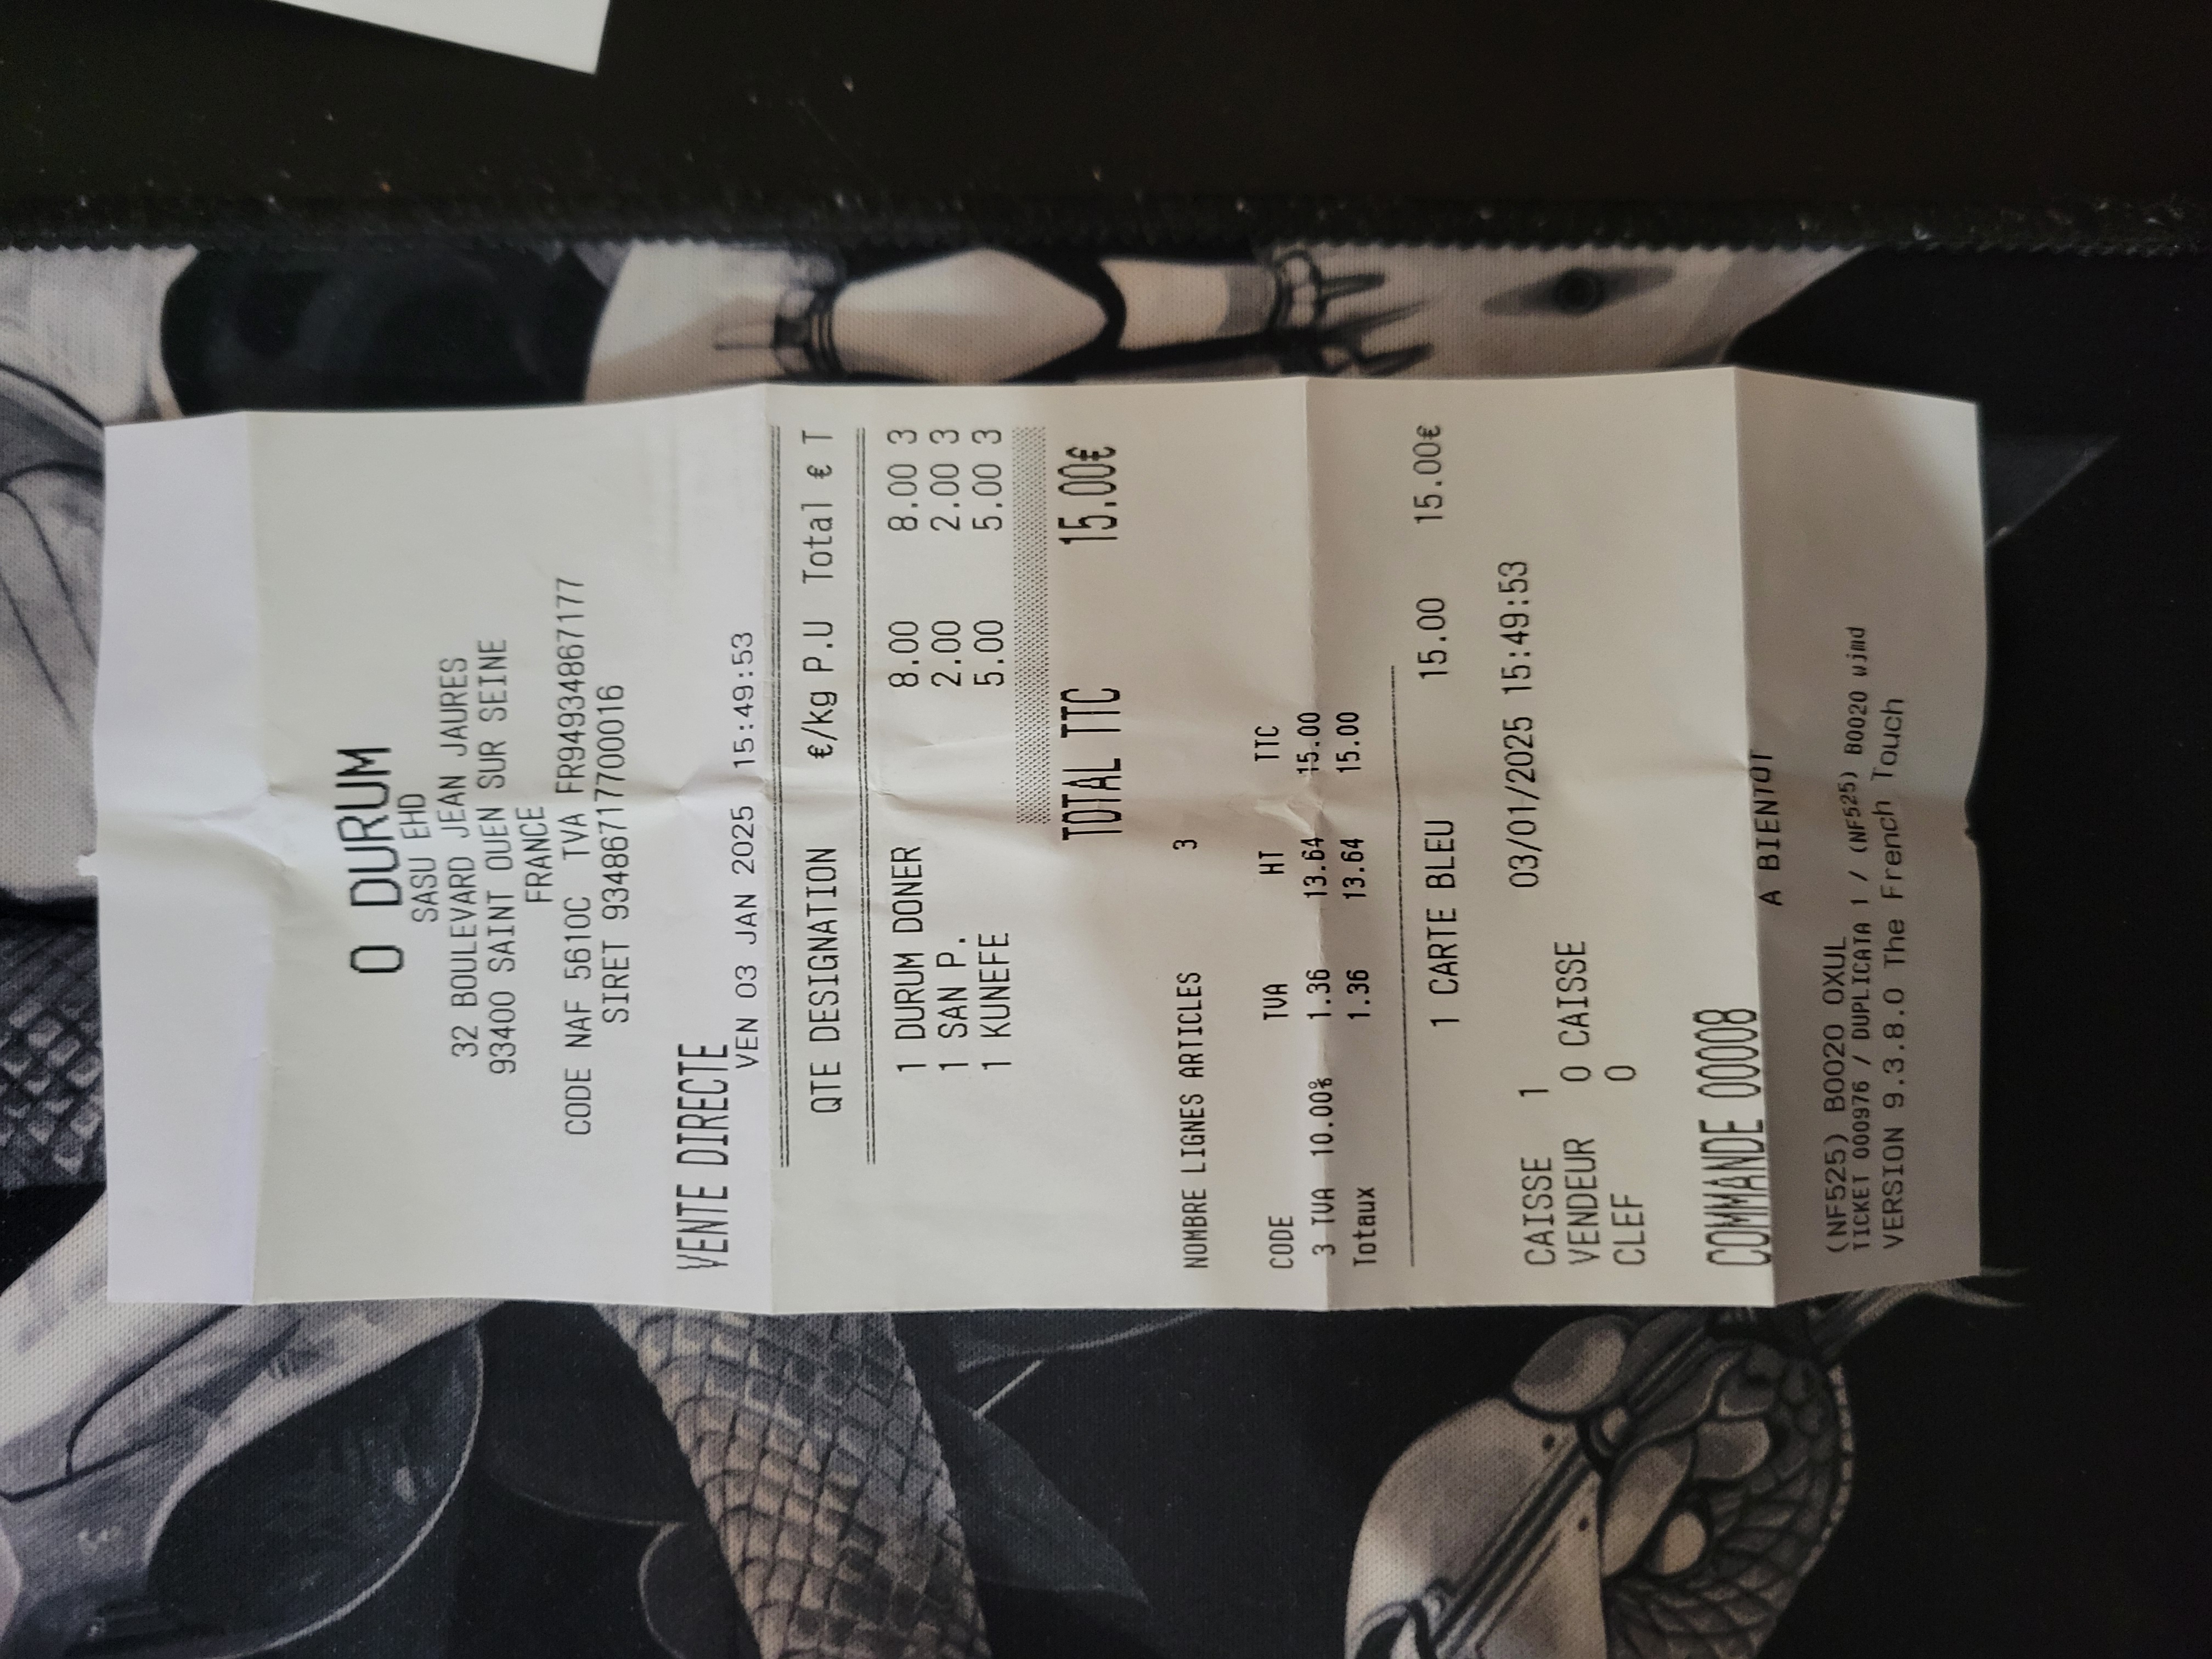 O DURUM
SASU EHD
32 BOULEVARD JEAN JAURES
93400 SAINT OUEN SUR SEINE
FRANCE
CODE NAF 5610C TVA FR94934867177
SIRET 93486717700016
VENTE DIRECTE
VEN 03 JAN 2025 15:49:53
QTE DESIGNATION €/kg P.U Total € T
1 DURUM DONER 8.00 8.00 3
1 SAN P. 2.00 2.00 3
1 KUNEFE 5.00 5.00 3
TOTAL TTC 15.00€
NOMBRE LIGNES ARTICLES 3
CODE TVA HT TTC
3 TVA 10.00% 1.36 13.64 15.00
Totaux 1.36 13.64 15.00
1 CARTE BLEU 15.00 15.00€
CAISSE 1 03/01/2025 15:49:53
VENDEUR 0 CAISSE
CLEF 0
COMMANDE 00008
A BIENTOT
(NF525) B0020 OXUL
TICKET 000976 / DUPLICATA 1 / (NF525) B0020 wjmd
VERSION 9.3.8.0 The French Touch